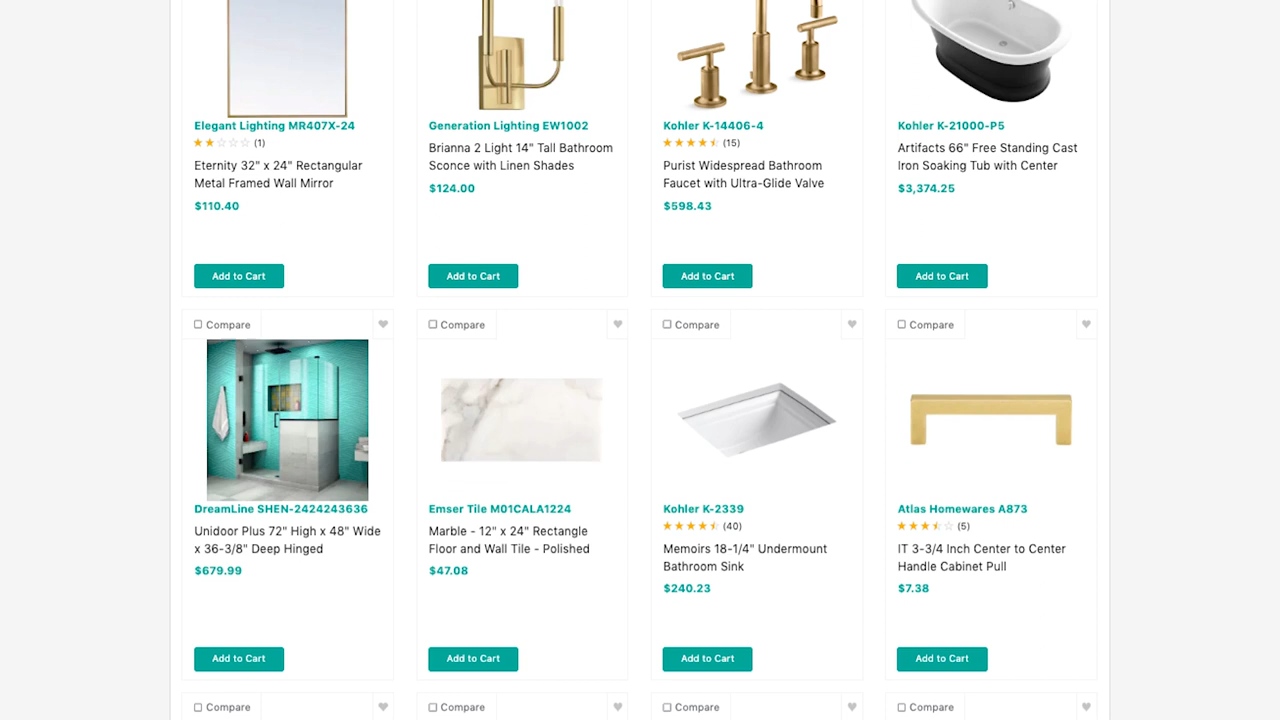 Elegant Lighting MR407X-24
(1)
Eternity 32" x 24" Rectangular
Metal Framed Wall Mirror
$110.40
Add to Cart
Generation Lighting EW1002
Brianna 2 Light 14" Tall Bathroom
Sconce with Linen Shades
$124.00
Add to Cart
Kohler K-14406-4
(15)
Purist Widespread Bathroom
Faucet with Ultra-Glide Valve
$598.43
Add to Cart
Kohler K-21000-P5
Artifacts 66" Free Standing Cast
Iron Soaking Tub with Center
$3,374.25
Add to Cart
Compare
DreamLine SHEN-2424243636
Unidoor Plus 72" High x 48" Wide
x 36-3/8" Deep Hinged
$679.99
Add to Cart
Compare
Emser Tile M01CALA1224
Marble - 12" x 24" Rectangle
Floor and Wall Tile - Polished
$47.08
Add to Cart
Compare
Kohler K-2339
(40)
Memoirs 18-1/4" Undermount
Bathroom Sink
$240.23
Add to Cart
Compare
Atlas Homewares A873
(5)
IT 3-3/4 Inch Center to Center
Handle Cabinet Pull
$7.38
Add to Cart
Compare
Compare
Compare
Compare